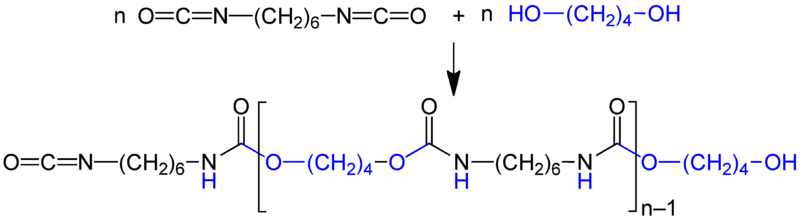 n O=C=N–(CH₂)₆–N=C=O + n HO–(CH₂)₄–OH
O O O
O=C=N–(CH₂)₆–NH O–(CH₂)₄–O NH–(CH₂)₆–NH O–(CH₂)₄–OH
n–1